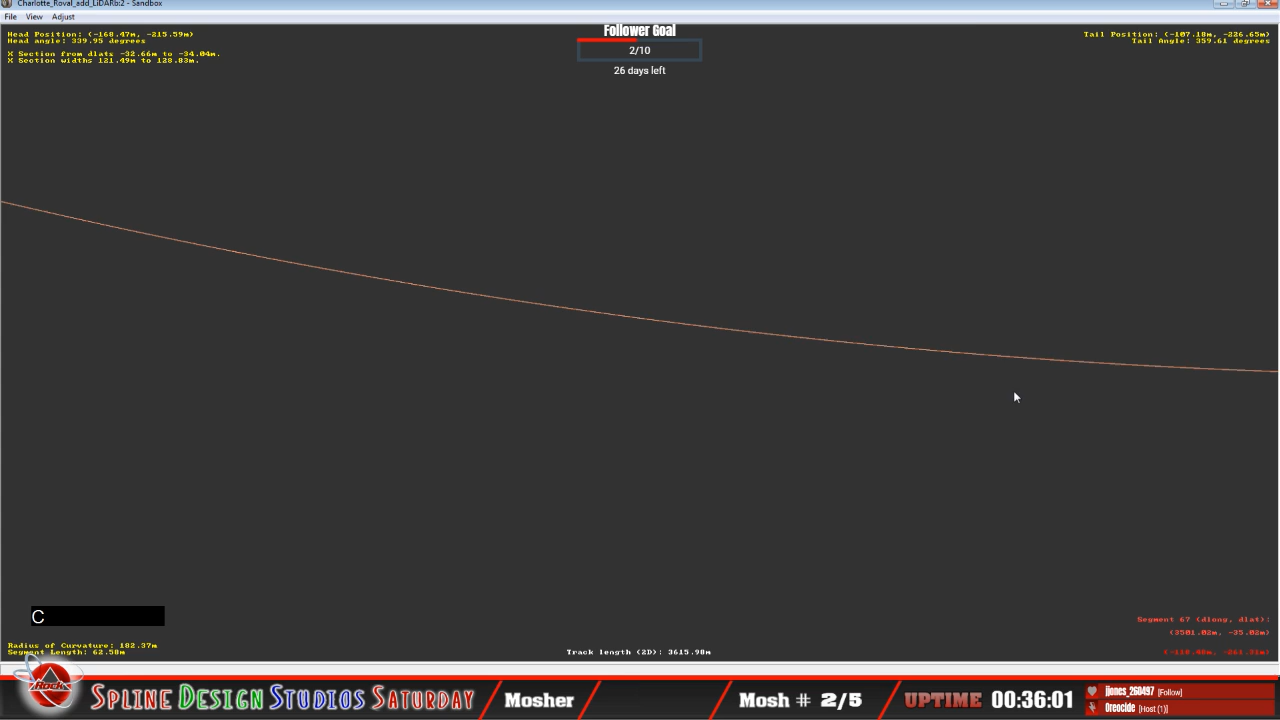 Charlotte_Roval_add_LiDARb:2 - Sandbox
File View Adjust
Head Position: (-168.47m, -215.59m)
Head angle: 339.95 degrees
X Section from dlats -32.66m to -34.04m.
X Section widths 121.49m to 128.83m.
Follower Goal
2/10
26 days left
Tail Position: (-107.18m, -226.65m)
Tail Angle: 359.61 degrees
C
Radius of Curvature: 182.37m
Segment Length: 62.58m
Track length (2D): 3615.98m
Segment 67 (dlong, dlat):
(3501.02m, -35.02m)
Rock
SPLINE DESIGN STUDIOS SATURDAY
Mosher
Mosh # 2/5
UPTIME 00:36:01
jjones_260497 [Follow]
Oreocide [Host (1)]